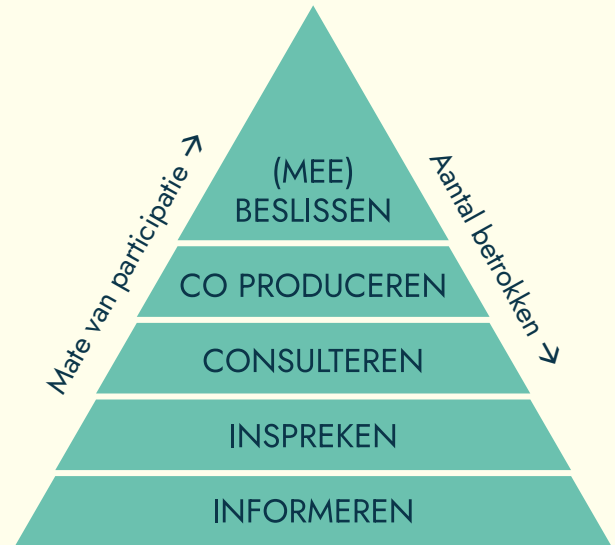 (MEE)
BESLISSEN
Mate van participatie →
Aantal betrokken →
CO PRODUCEREN
CONSULTEREN
INSPREKEN
INFORMEREN